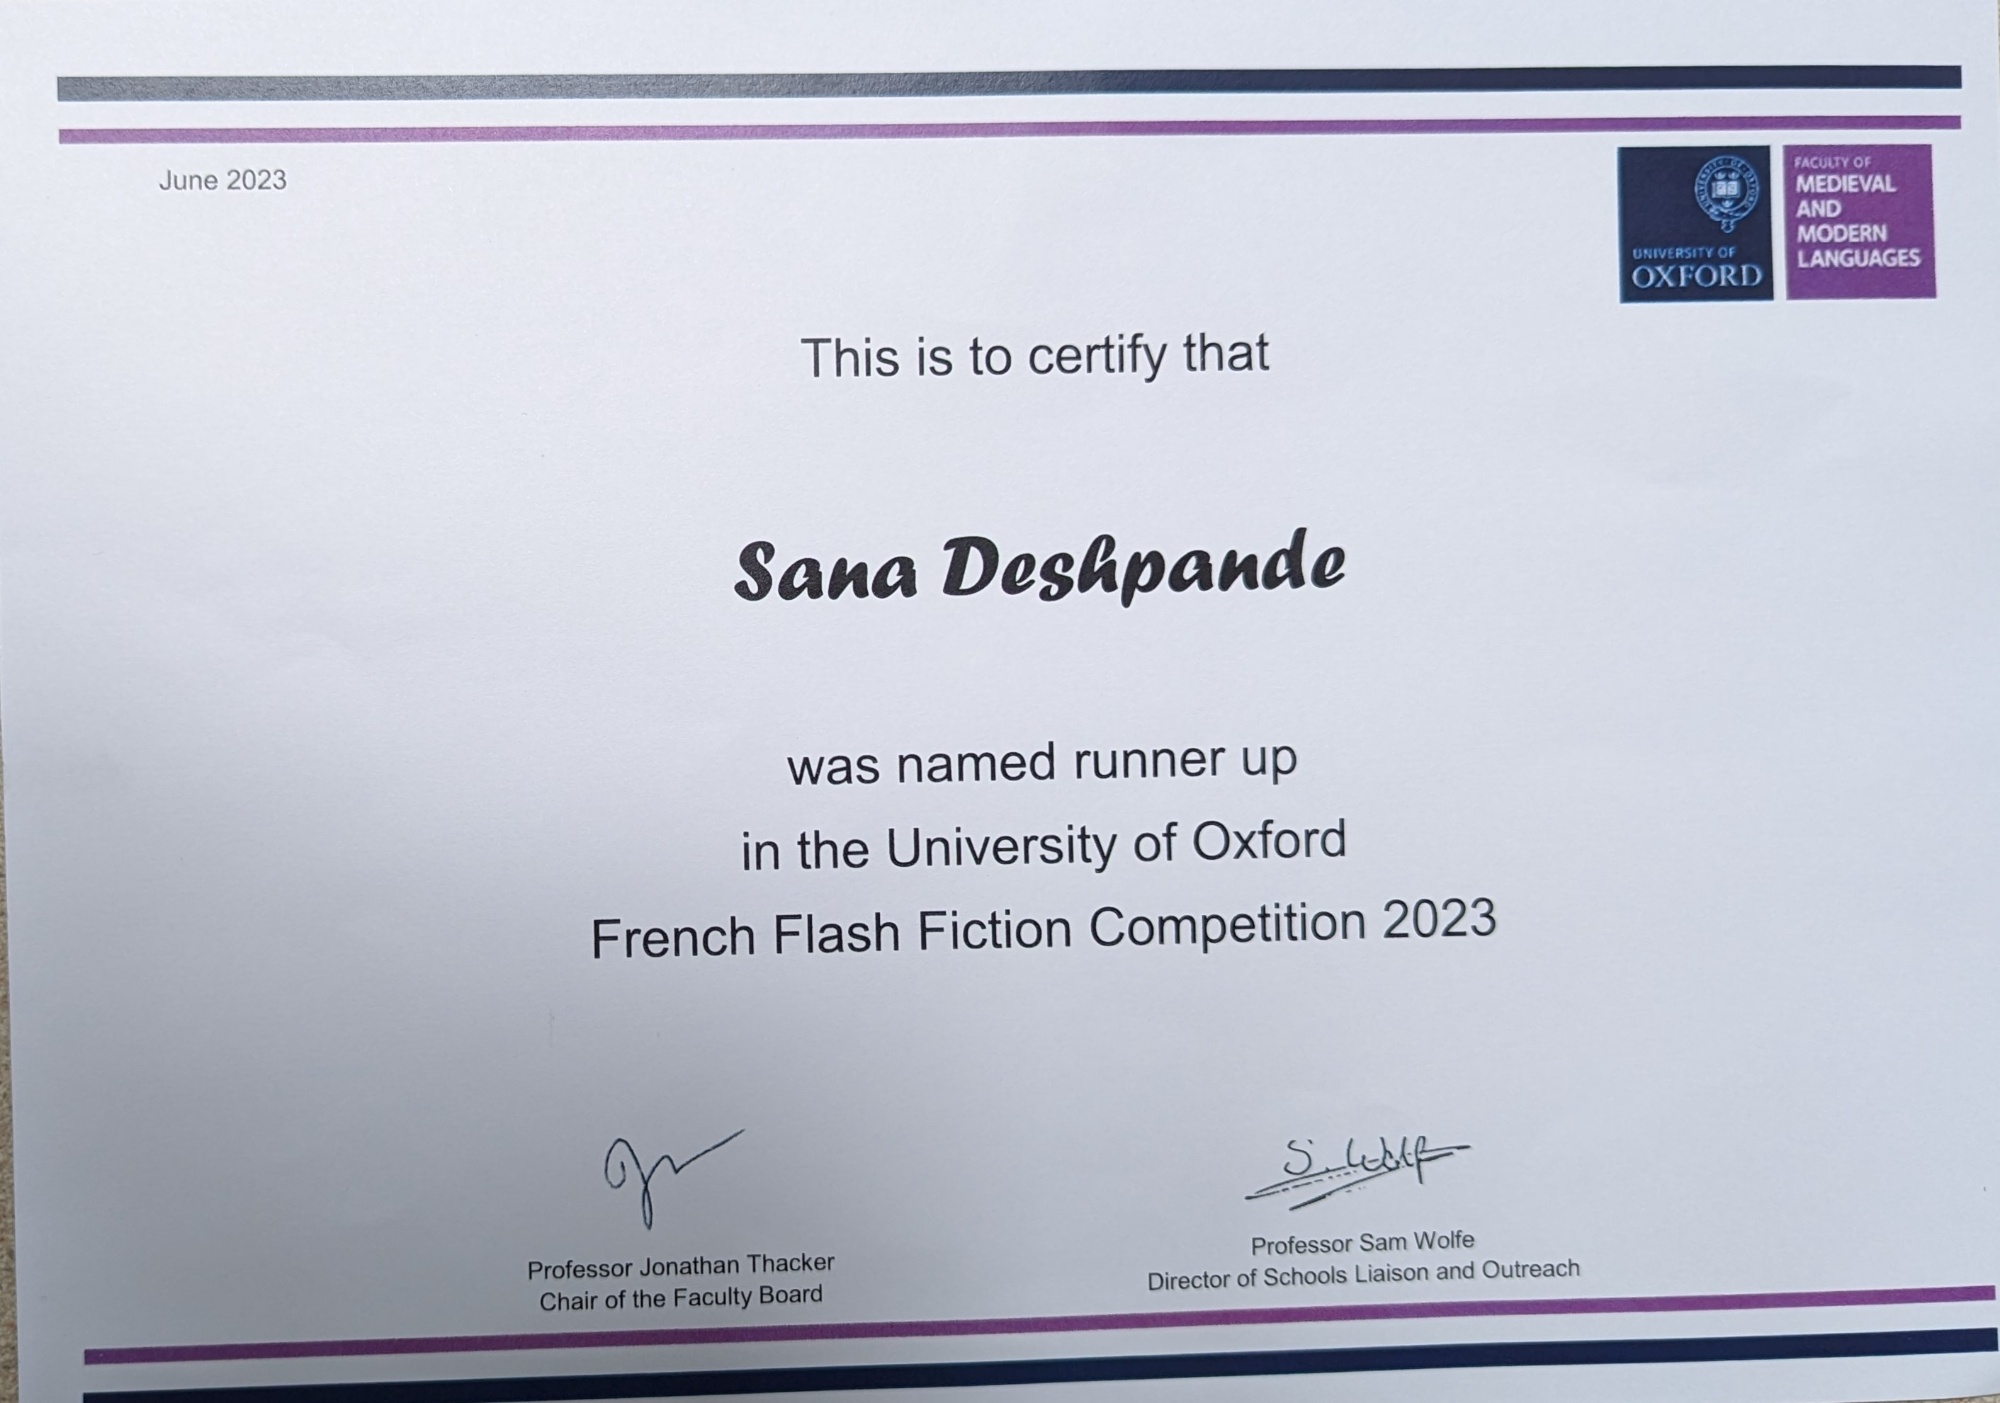 June 2023
UNIVERSITY OF
OXFORD
FACULTY OF
MEDIEVAL
AND
MODERN
LANGUAGES
This is to certify that
Sana Deshpande
was named runner up
in the University of Oxford
French Flash Fiction Competition 2023
S. Wolfe
Professor Jonathan Thacker
Chair of the Faculty Board
Professor Sam Wolfe
Director of Schools Liaison and Outreach